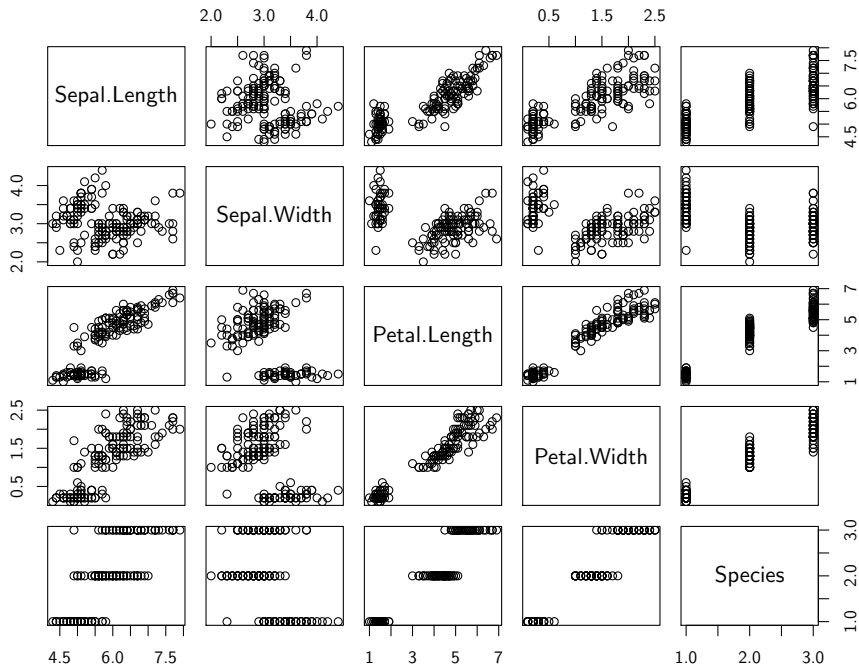 2.0 3.0 4.0 0.5 1.5 2.5
Sepal.Length
4.5 6.0 7.5
2.0 3.0 4.0
Sepal.Width
Petal.Length
1 3 5 7
0.5 1.5 2.5
Petal.Width
Species
1.0 2.0 3.0
4.5 6.0 7.5 1 3 5 7 1.0 2.0 3.0